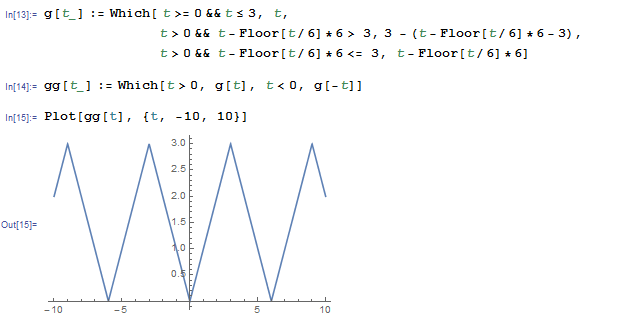 In[13]:= g[t_] := Which[ t >= 0 && t ≤ 3, t,
t > 0 && t - Floor[t / 6] * 6 > 3, 3 - (t - Floor[t / 6] * 6 - 3),
t > 0 && t - Floor[t / 6] * 6 <= 3, t - Floor[t / 6] * 6]
In[14]:= gg[t_] := Which[t > 0, g[t], t < 0, g[-t]]
In[15]:= Plot[gg[t], {t, -10, 10}]
3.0
2.5
2.0
Out[15]=
1.5
1.0
0.5
-10 -5 5 10